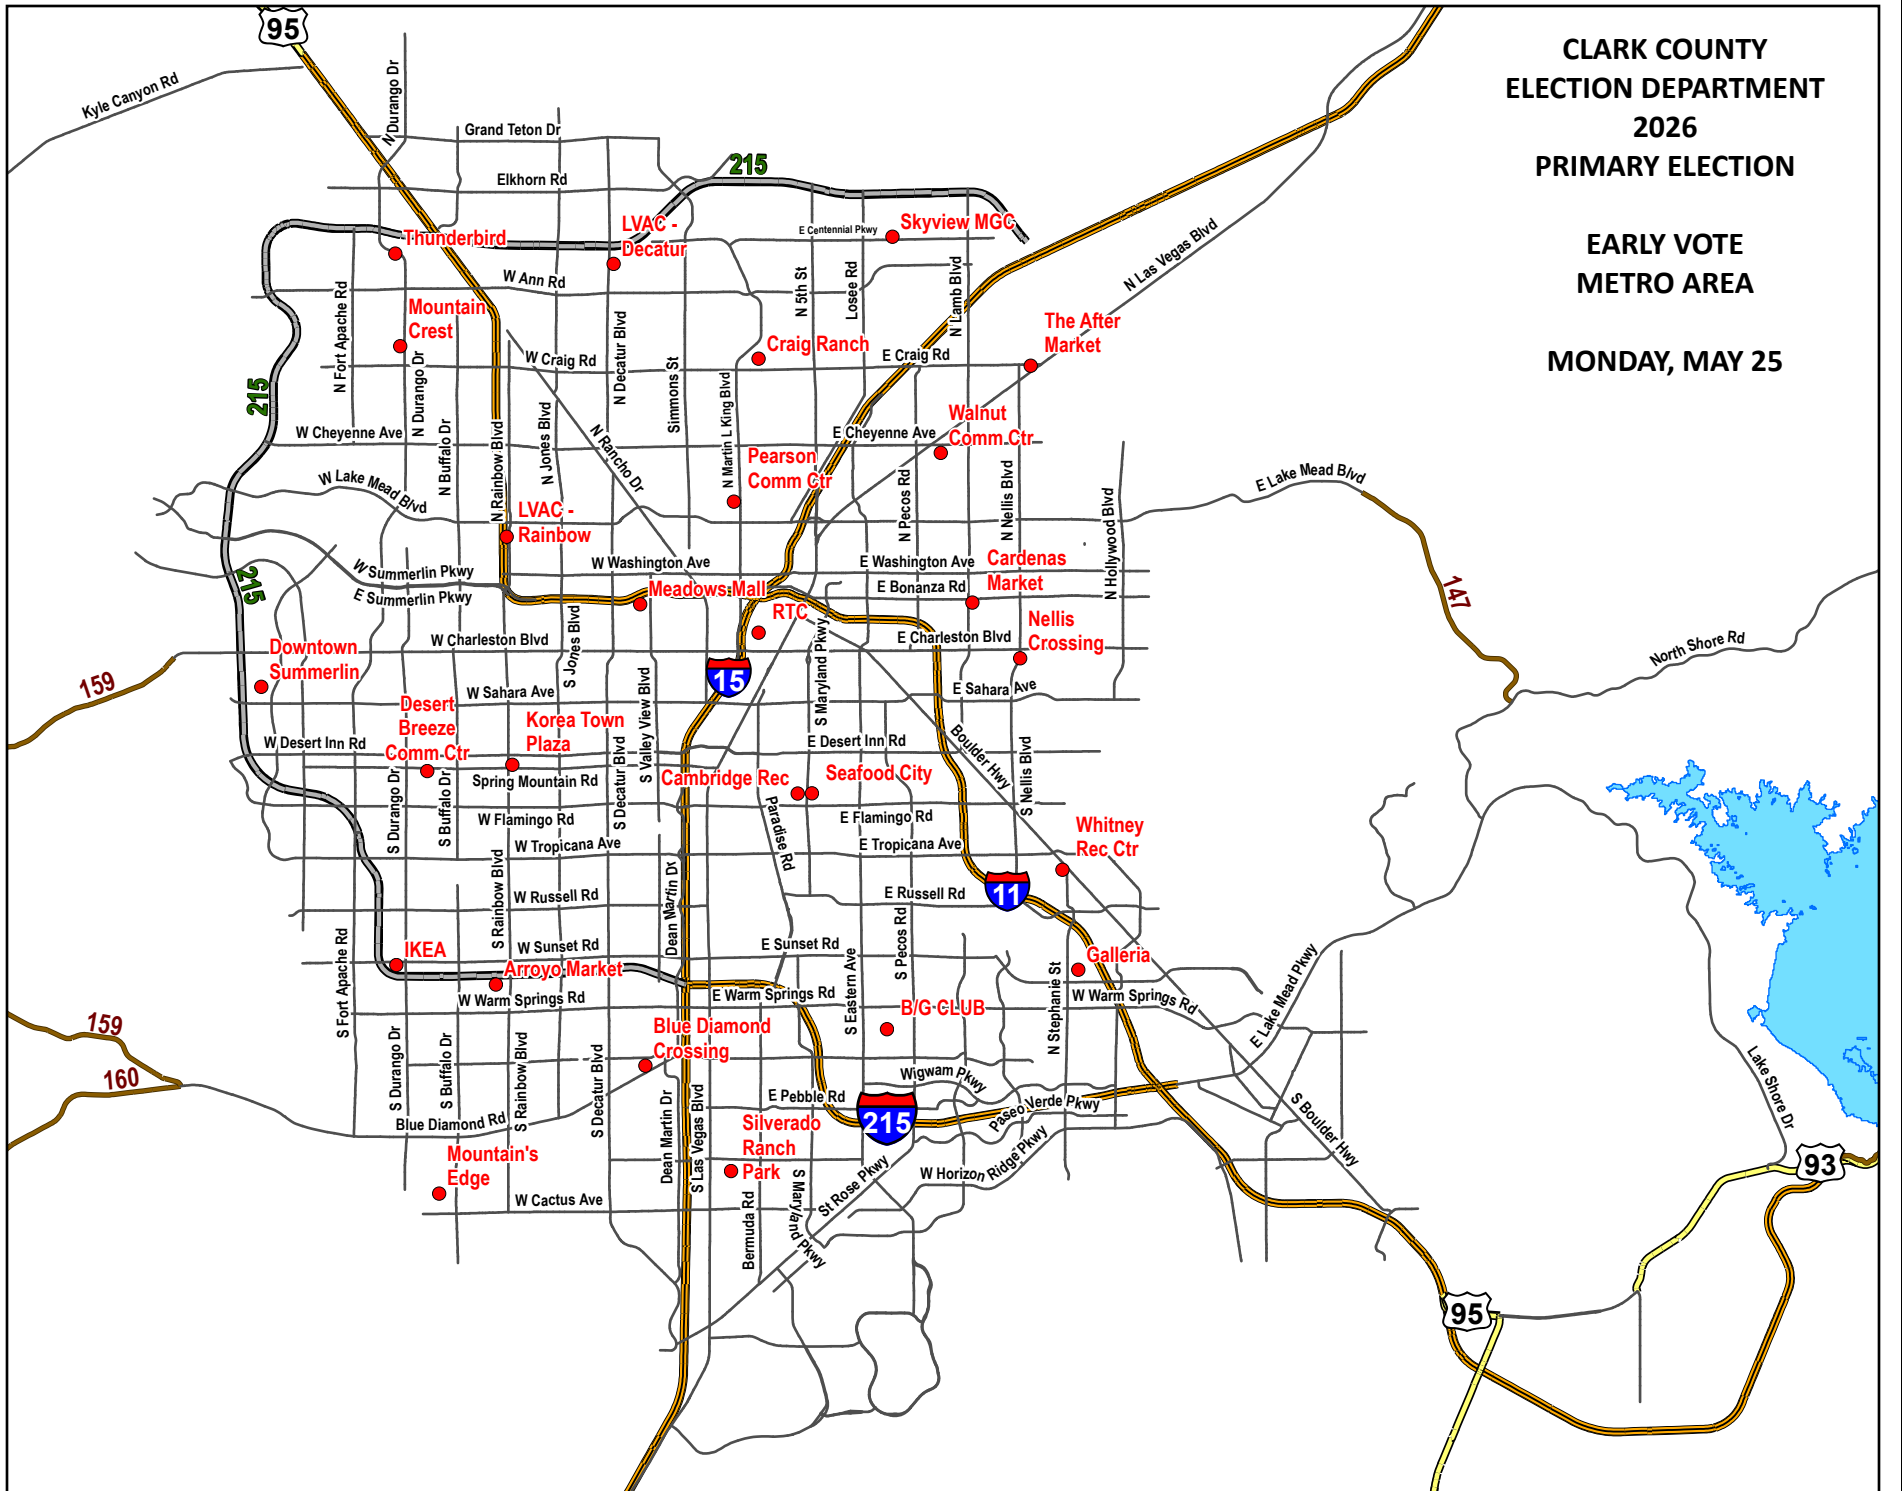 CLARK COUNTY
ELECTION DEPARTMENT
2026
PRIMARY ELECTION
EARLY VOTE
METRO AREA
MONDAY, MAY 25
95
Kyle Canyon Rd
N Durango Dr
Grand Teton Dr
Elkhorn Rd
215
LVAC -
Decatur
E Centennial Pkwy
Skyview MGC
Thunderbird
N Las Vegas Blvd
W Ann Rd
N Fort Apache Rd
N 5th St
Losee Rd
N Lamb Blvd
Mountain
Crest
N Decatur Blvd
The After
Market
Craig Ranch
W Craig Rd
E Craig Rd
Simmons St
N Durango Dr
215
N Martin L King Blvd
W Cheyenne Ave
N Buffalo Dr
N Rainbow Blvd
N Jones Blvd
N Rancho Dr
E Cheyenne Ave
Walnut
Comm Ctr
Pearson
Comm Ctr
W Lake Mead Blvd
E Lake Mead Blvd
N Pecos Rd
N Nellis Blvd
N Hollywood Blvd
LVAC -
Rainbow
W Washington Ave
E Washington Ave
Cardenas
Market
W Summerlin Pkwy
E Summerlin Pkwy
215
Meadows Mall
E Bonanza Rd
147
RTC
Nellis
Crossing
W Charleston Blvd
E Charleston Blvd
S Jones Blvd
S Maryland Pkwy
North Shore Rd
Downtown
Summerlin
159
15
W Sahara Ave
E Sahara Ave
S Valley View Blvd
Desert
Breeze
Comm Ctr
Korea Town
Plaza
W Desert Inn Rd
E Desert Inn Rd
Boulder Hwy
S Nellis Blvd
S Decatur Blvd
Spring Mountain Rd
Cambridge Rec
Seafood City
S Durango Dr
S Buffalo Dr
W Flamingo Rd
E Flamingo Rd
Paradise Rd
W Tropicana Ave
E Tropicana Ave
Whitney
Rec Ctr
S Rainbow Blvd
Dean Martin Dr
W Russell Rd
E Russell Rd
11
S Fort Apache Rd
IKEA
W Sunset Rd
E Sunset Rd
S Pecos Rd
Galleria
Arroyo Market
S Eastern Ave
N Stephanie St
E Lake Mead Pkwy
W Warm Springs Rd
E Warm Springs Rd
W Warm Springs Rd
B/G CLUB
159
Blue Diamond
Crossing
160
S Durango Dr
S Buffalo Dr
S Rainbow Blvd
S Decatur Blvd
Wigwam Pkwy
Lake Shore Dr
E Pebble Rd
Paseo Verde Pkwy
Blue Diamond Rd
215
S Boulder Hwy
Dean Martin Dr
S Las Vegas Blvd
Silverado
Ranch
Park
Mountain's
Edge
W Horizon Ridge Pkwy
93
St Rose Pkwy
W Cactus Ave
Bermuda Rd
S Maryland Pkwy
95